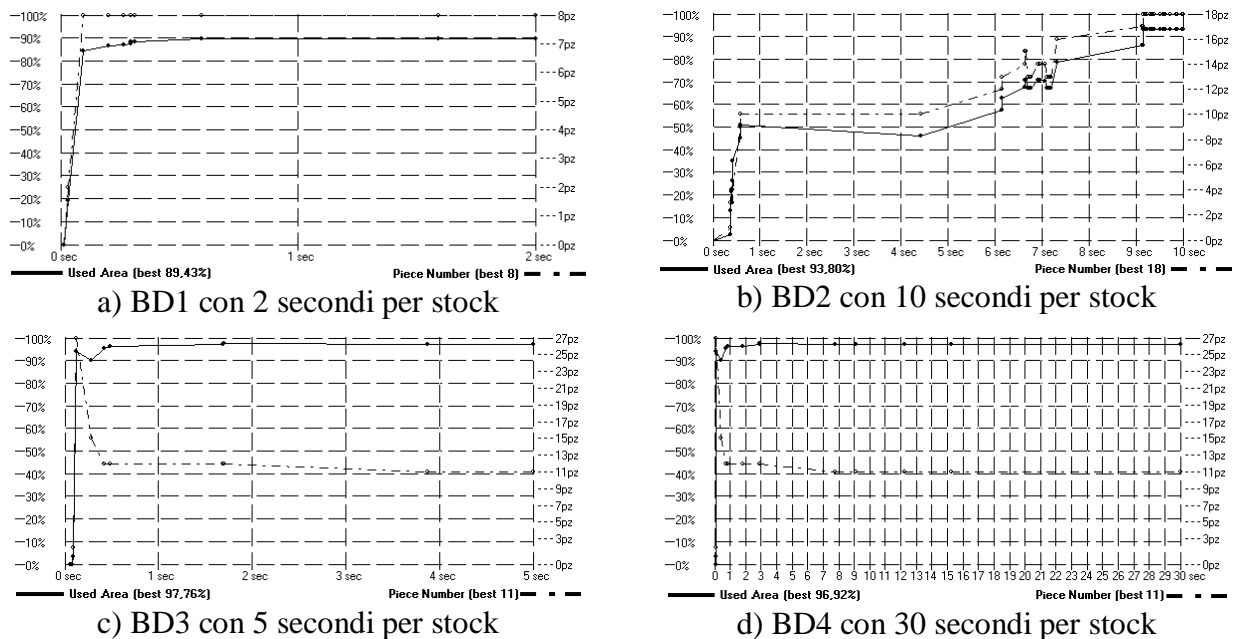 100%
90%
80%
70%
60%
50%
40%
30%
20%
10%
0%
8pz
7pz
6pz
5pz
4pz
3pz
2pz
1pz
0pz
0 sec 1 sec 2 sec
Used Area (best 89,43%) Piece Number (best 8)
a) BD1 con 2 secondi per stock
100%
90%
80%
70%
60%
50%
40%
30%
20%
10%
0%
18pz
16pz
14pz
12pz
10pz
8pz
6pz
4pz
2pz
0pz
0 sec 1 sec 2 sec 3 sec 4 sec 5 sec 6 sec 7 sec 8 sec 9 sec 10 sec
Used Area (best 93,80%) Piece Number (best 18)
b) BD2 con 10 secondi per stock
100%
90%
80%
70%
60%
50%
40%
30%
20%
10%
0%
27pz
25pz
23pz
21pz
19pz
17pz
15pz
13pz
11pz
9pz
7pz
5pz
3pz
0pz
0 sec 1 sec 2 sec 3 sec 4 sec 5 sec
Used Area (best 97,76%) Piece Number (best 11)
c) BD3 con 5 secondi per stock
100%
90%
80%
70%
60%
50%
40%
30%
20%
10%
0%
27pz
25pz
23pz
21pz
19pz
17pz
15pz
13pz
11pz
9pz
7pz
5pz
3pz
0pz
0 1 2 3 4 5 6 7 8 9 10 11 12 13 14 15 16 17 18 19 20 21 22 23 24 25 26 27 28 29 30 sec
Used Area (best 96,92%) Piece Number (best 11)
d) BD4 con 30 secondi per stock